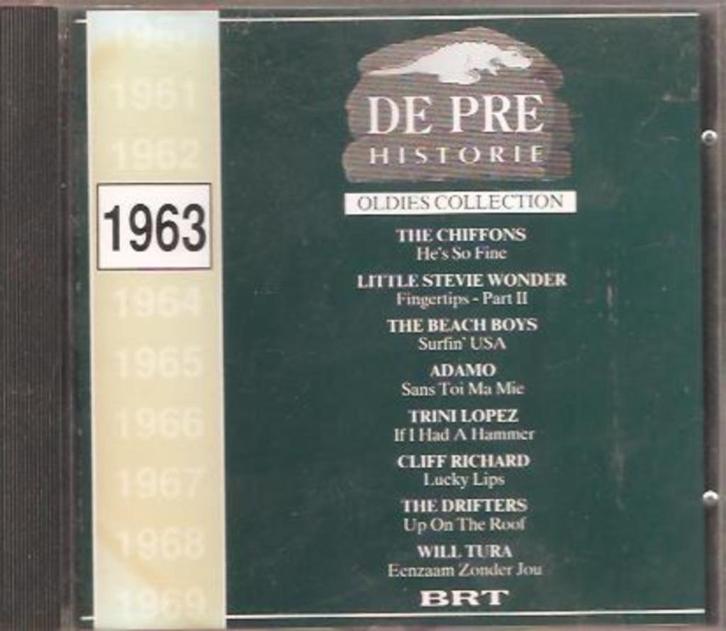 1960
1961
1962
1963
1964
1965
1966
1967
1968
1969
DE PRE
HISTORIE
OLDIES COLLECTION
THE CHIFFONS
He's So Fine
LITTLE STEVIE WONDER
Fingertips - Part II
THE BEACH BOYS
Surfin' USA
ADAMO
Sans Toi Ma Mie
TRINI LOPEZ
If I Had A Hammer
CLIFF RICHARD
Lucky Lips
THE DRIFTERS
Up On The Roof
WILL TURA
Eenzaam Zonder Jou
BRT